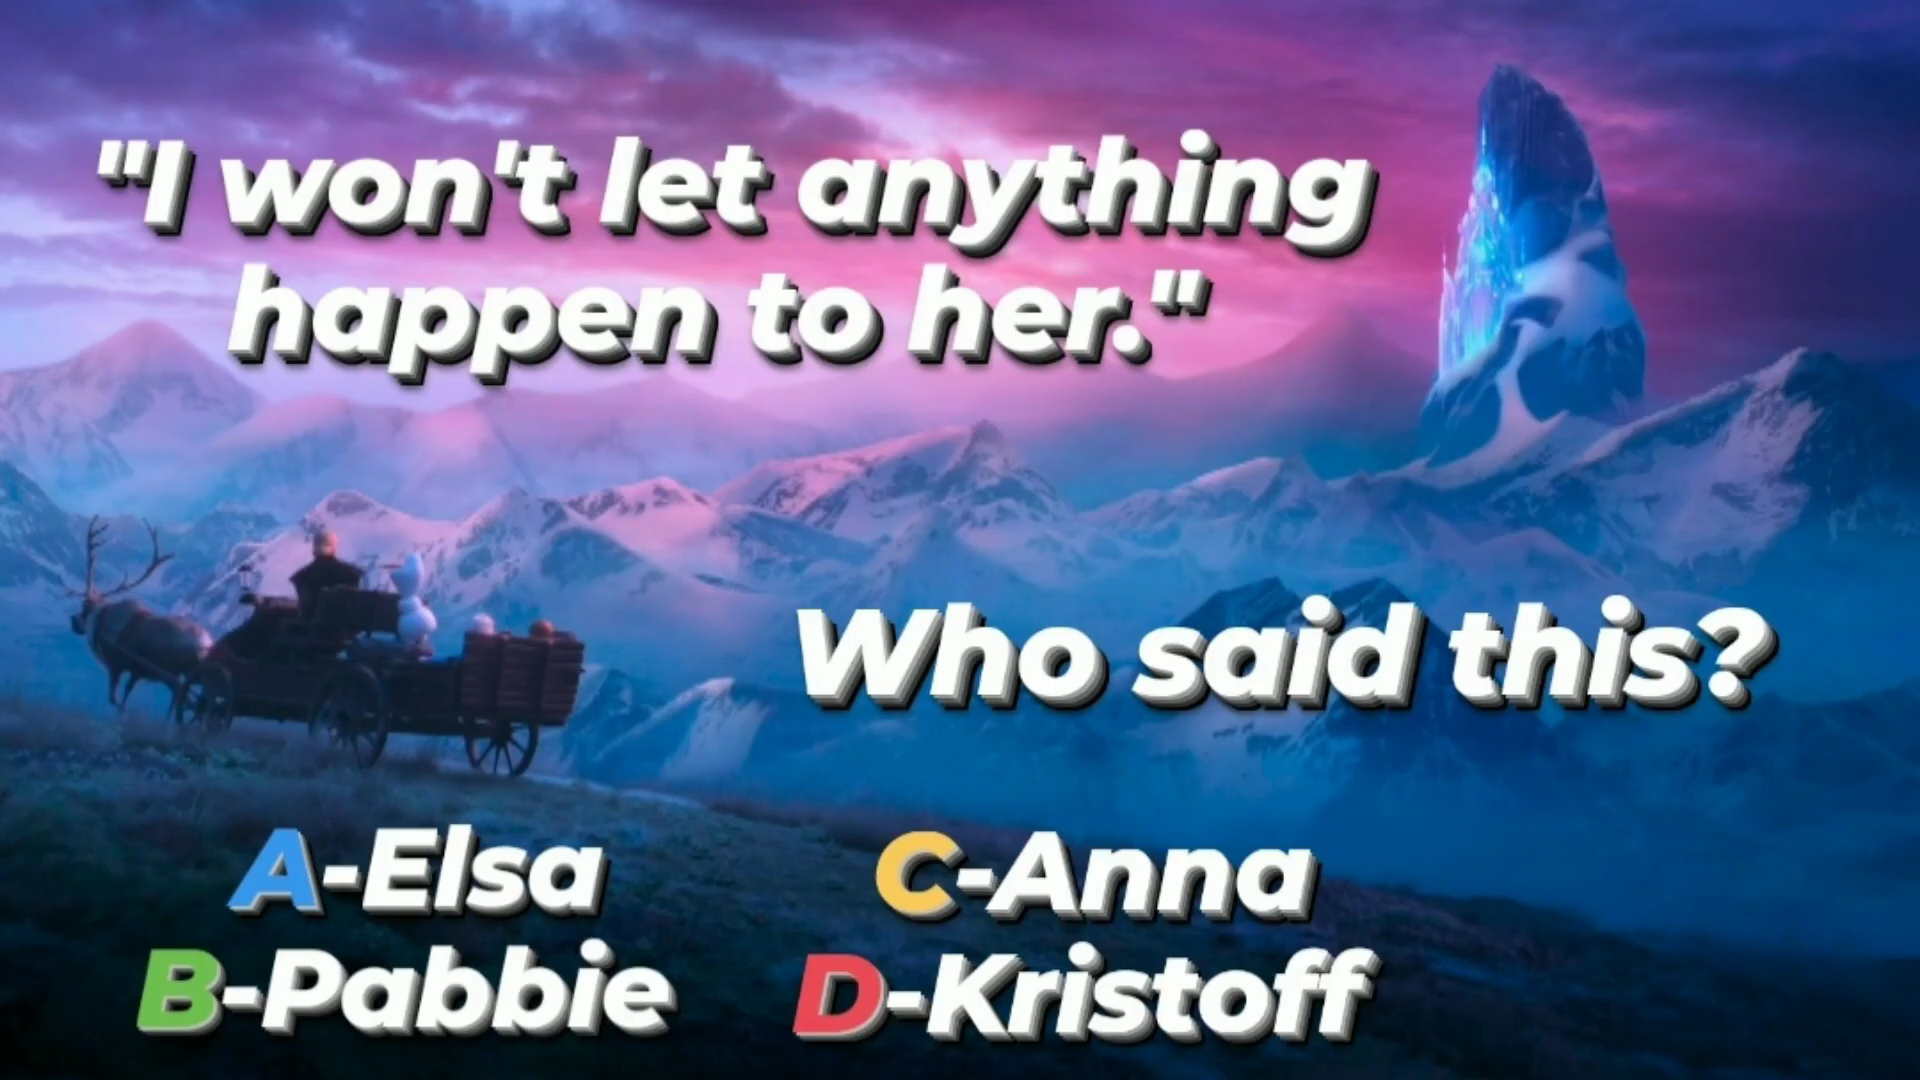 "I won't let anything
happen to her."
Who said this?
A-Elsa
C-Anna
B-Pabbie
D-Kristoff